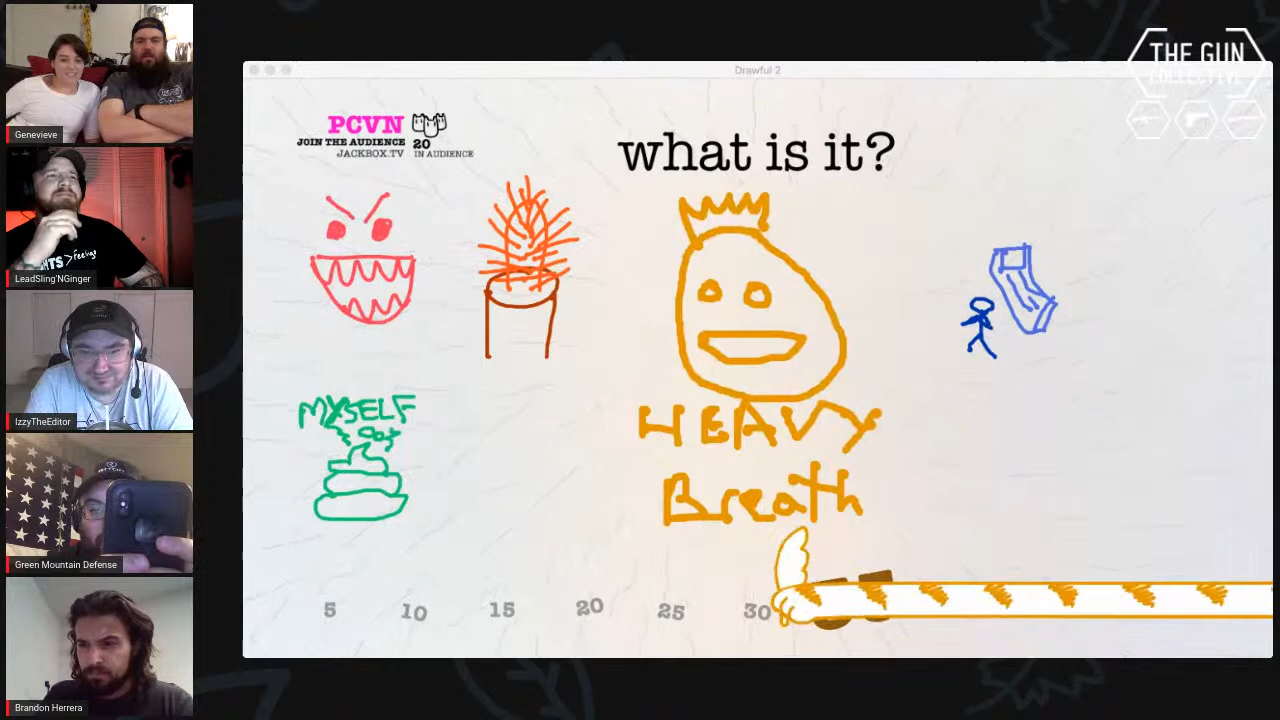 Genevieve
LeadSling'NGinger
IzzyTheEditor
Green Mountain Defense
Brandon Herrera
THE GUN
COLLECTIVE
Drawful 2
PCVN
JOIN THE AUDIENCE 20
JACKBOX.TV IN AUDIENCE
what is it?
MYSELF
HEAVY
Breath
5 10 15 20 25 30